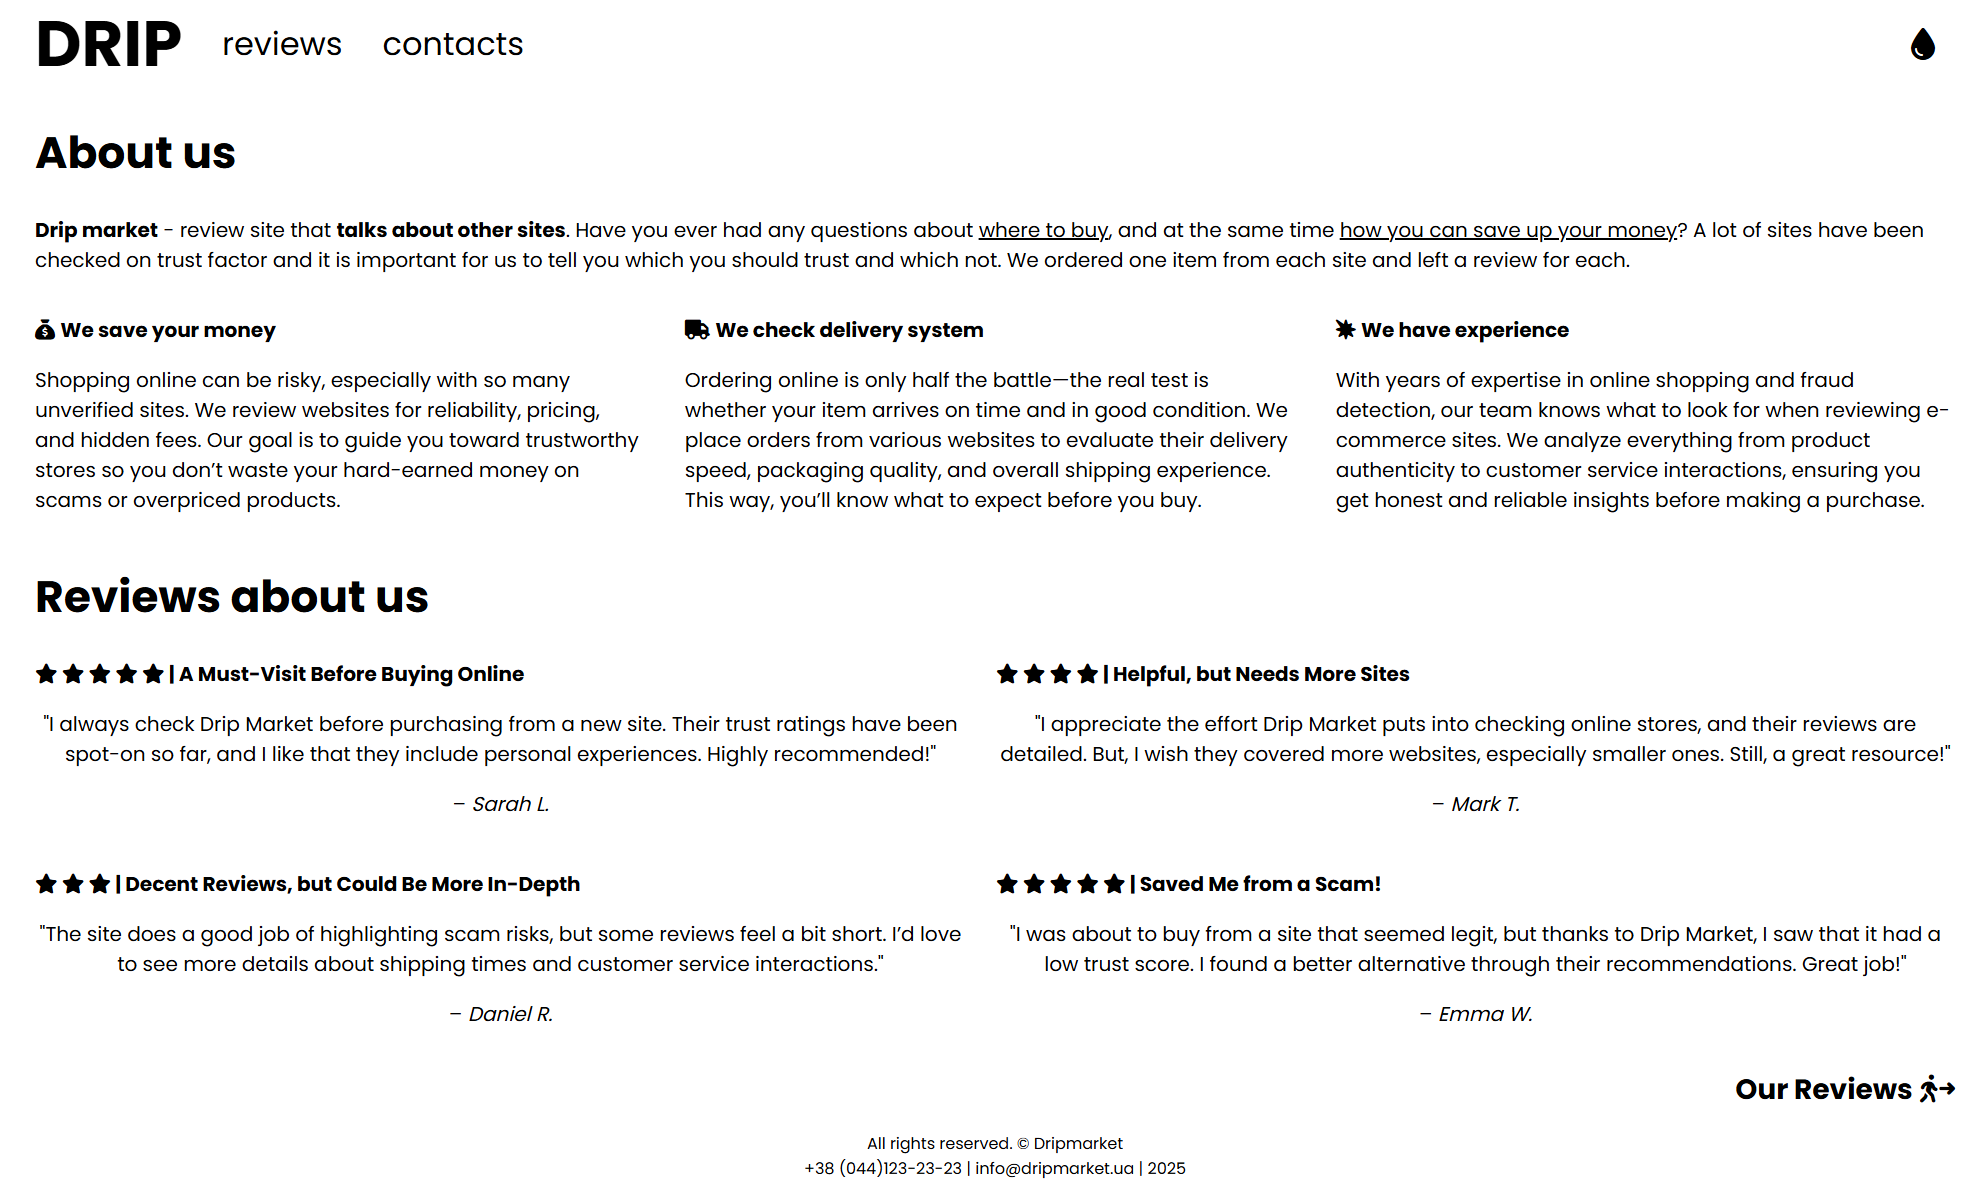 DRIP reviews contacts
About us
Drip market - review site that talks about other sites. Have you ever had any questions about where to buy, and at the same time how you can save up your money? A lot of sites have been
checked on trust factor and it is important for us to tell you which you should trust and which not. We ordered one item from each site and left a review for each.
We save your money
Shopping online can be risky, especially with so many
unverified sites. We review websites for reliability, pricing,
and hidden fees. Our goal is to guide you toward trustworthy
stores so you don’t waste your hard-earned money on
scams or overpriced products.
We check delivery system
Ordering online is only half the battle—the real test is
whether your item arrives on time and in good condition. We
place orders from various websites to evaluate their delivery
speed, packaging quality, and overall shipping experience.
This way, you’ll know what to expect before you buy.
We have experience
With years of expertise in online shopping and fraud
detection, our team knows what to look for when reviewing e-
commerce sites. We analyze everything from product
authenticity to customer service interactions, ensuring you
get honest and reliable insights before making a purchase.
Reviews about us
| A Must-Visit Before Buying Online
"I always check Drip Market before purchasing from a new site. Their trust ratings have been
spot-on so far, and I like that they include personal experiences. Highly recommended!"
– Sarah L.
| Helpful, but Needs More Sites
"I appreciate the effort Drip Market puts into checking online stores, and their reviews are
detailed. But, I wish they covered more websites, especially smaller ones. Still, a great resource!"
– Mark T.
| Decent Reviews, but Could Be More In-Depth
"The site does a good job of highlighting scam risks, but some reviews feel a bit short. I’d love
to see more details about shipping times and customer service interactions."
– Daniel R.
| Saved Me from a Scam!
"I was about to buy from a site that seemed legit, but thanks to Drip Market, I saw that it had a
low trust score. I found a better alternative through their recommendations. Great job!"
– Emma W.
Our Reviews
All rights reserved. © Dripmarket
+38 (044)123-23-23 | info@dripmarket.ua | 2025